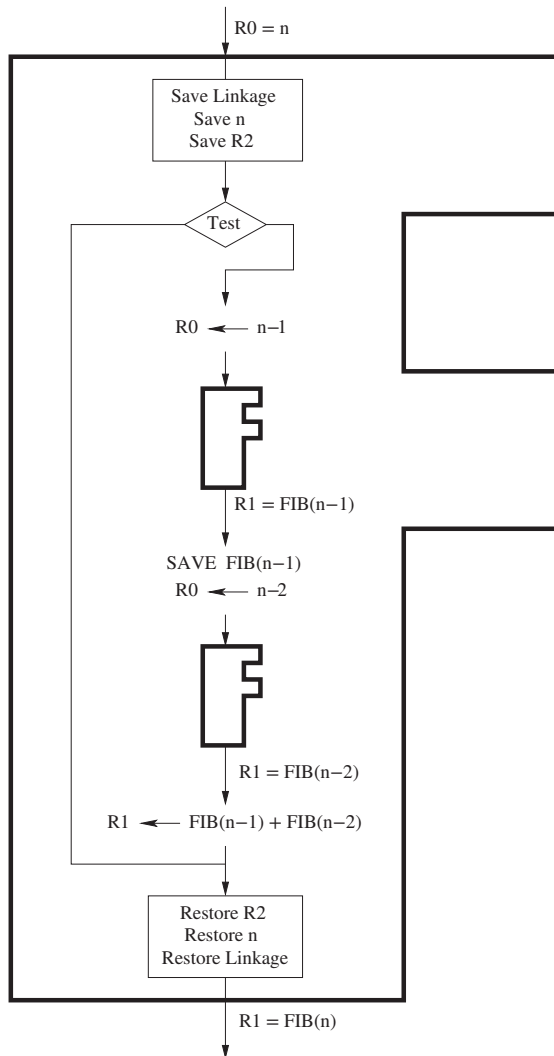 R0 = n
Save Linkage
Save n
Save R2
Test
R0 n−1
R1 = FIB(n−1)
SAVE FIB(n−1)
R0 n−2
R1 = FIB(n−2)
R1 FIB(n−1) + FIB(n−2)
Restore R2
Restore n
Restore Linkage
R1 = FIB(n)